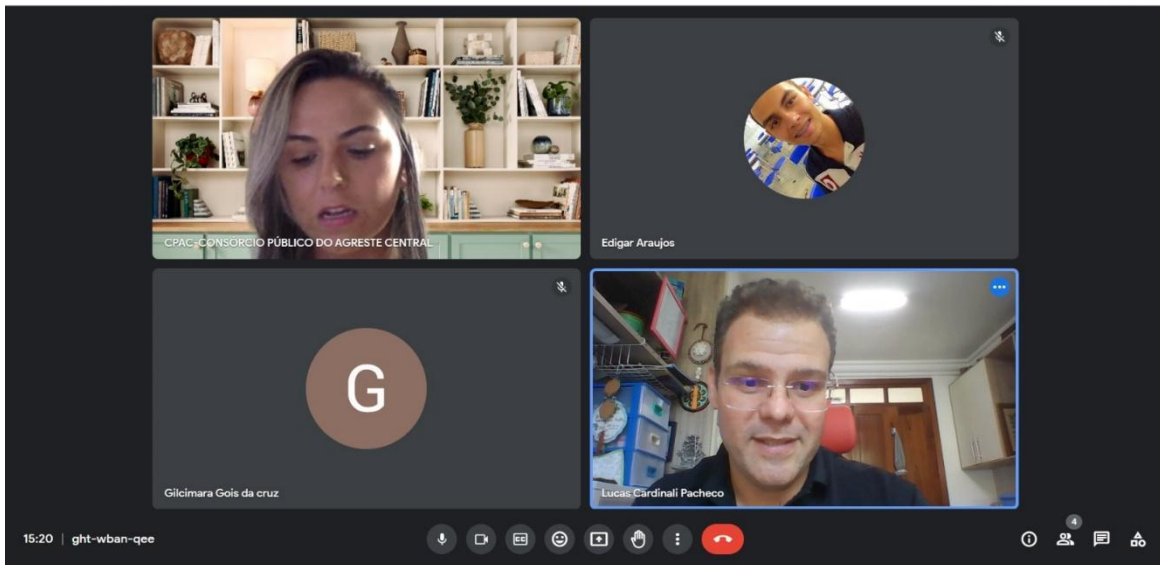 CPAC-CONSÓRCIO PÚBLICO DO AGRESTE CENTRAL
Edigar Araujos
G
Gilcimara Gois da cruz
Lucas Cardinali Pacheco
15:20 | ght-wban-qee
4